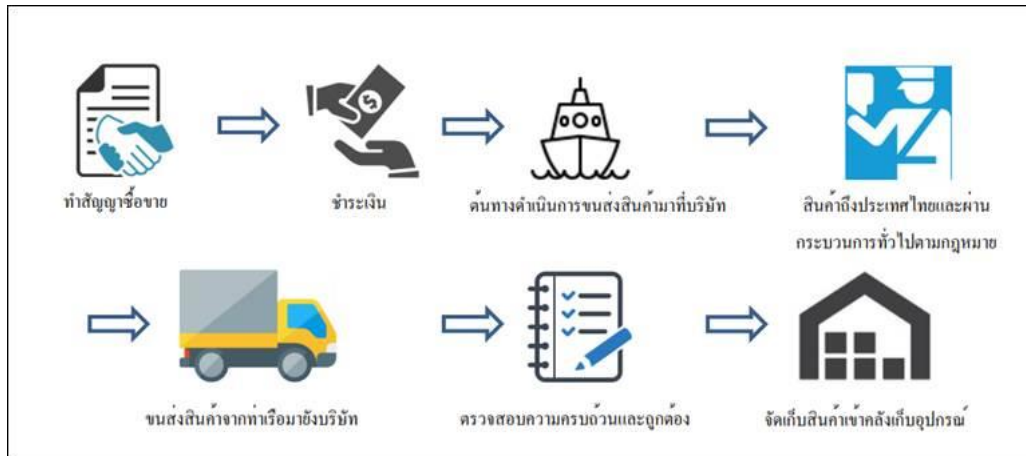 ทำสัญญาซื้อขาย
ชำระเงิน
ต้นทางดำเนินการขนส่งสินค้ามาที่บริษัท
สินค้าถึงประเทศไทยและผ่าน
กระบวนการทั่วไปตามกฎหมาย
ขนส่งสินค้าจากท่าเรือมายังบริษัท
ตรวจสอบความครบถ้วนและถูกต้อง
จัดเก็บสินค้าเข้าคลังเก็บอุปกรณ์